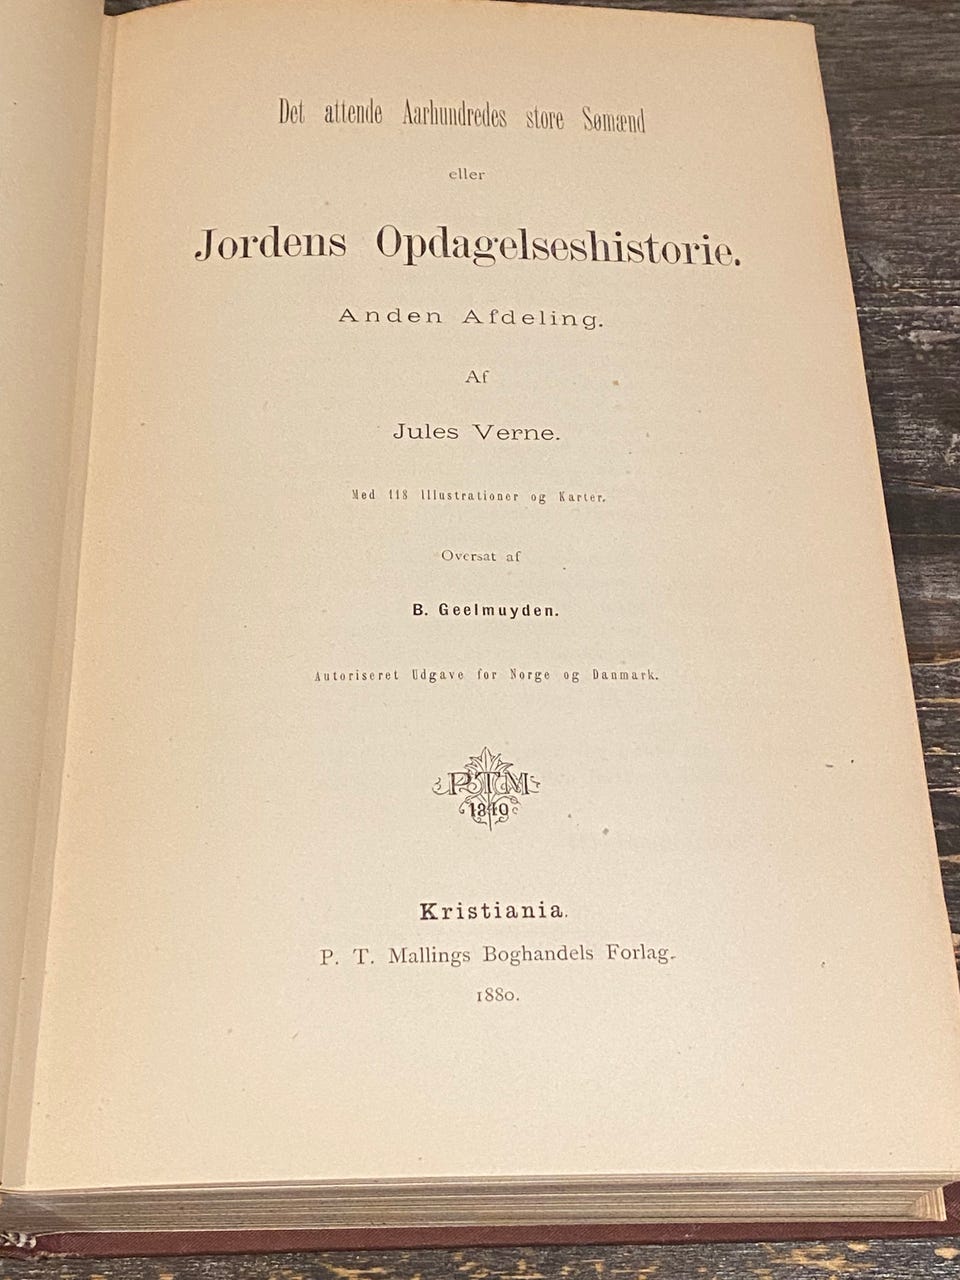 Det attende Aarhundredes store Sømænd
eller
Jordens Opdagelseshistorie.
Anden Afdeling.
Af
Jules Verne.
Med 118 Illustrationer og Karter.
Oversat af
B. Geelmuyden.
Autoriseret Udgave for Norge og Danmark.
PTM
1849
Kristiania.
P. T. Mallings Boghandels Forlag.
1880.